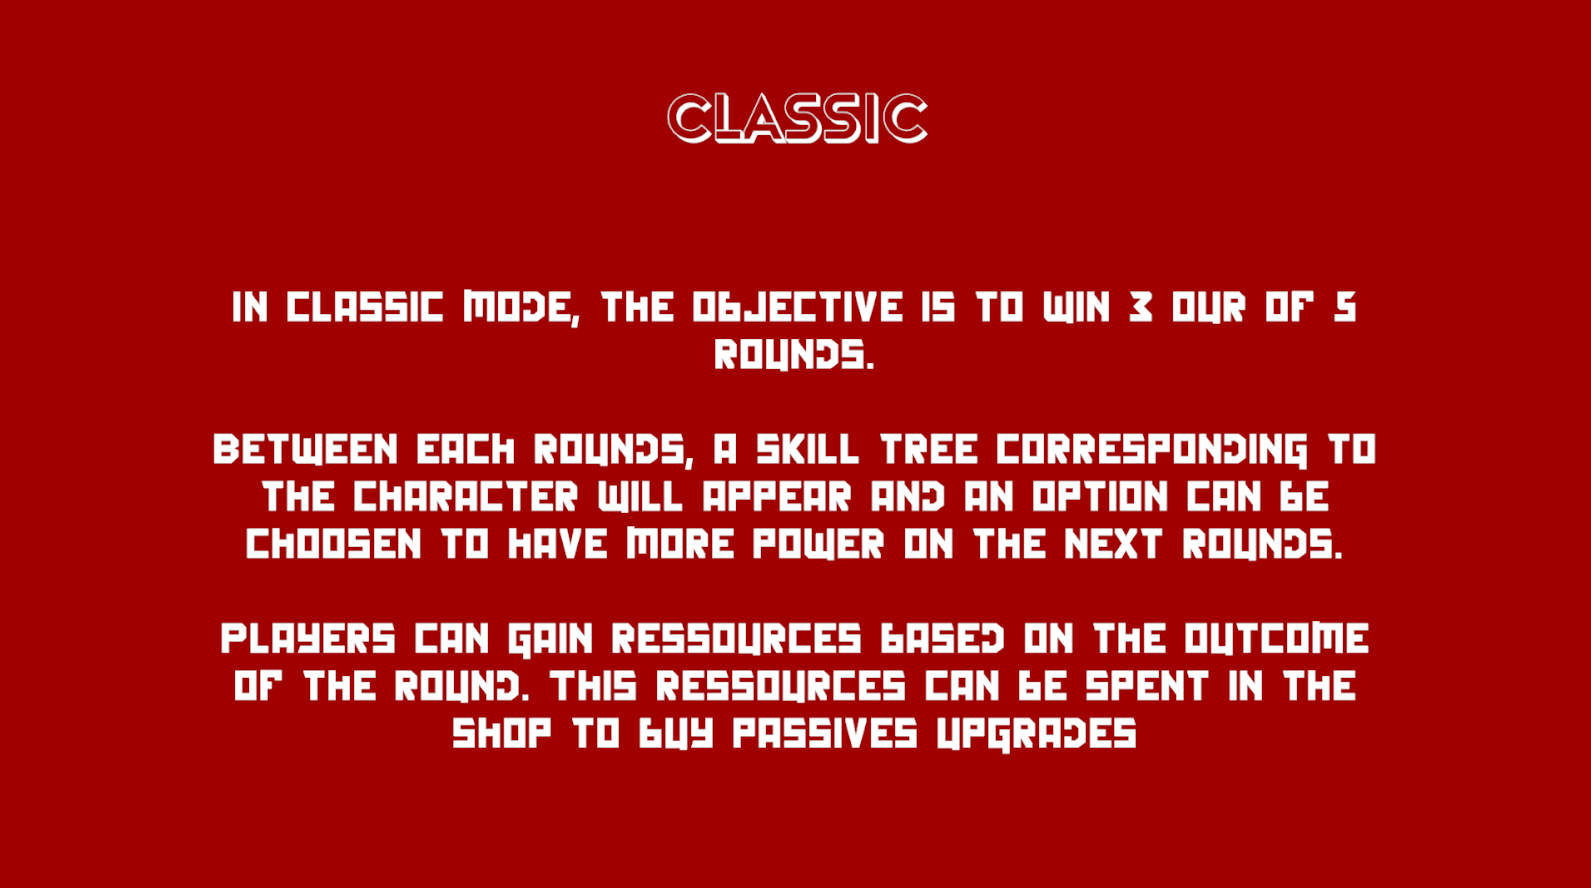 CLASSIC
IN CLASSIC MODE, THE OBJECTIVE IS TO WIN 3 OUR OF 5
ROUNDS.
BETWEEN EACH ROUNDS, A SKILL TREE CORRESPONDING TO
THE CHARACTER WILL APPEAR AND AN OPTION CAN BE
CHOOSEN TO HAVE MORE POWER ON THE NEXT ROUNDS.
PLAYERS CAN GAIN RESSOURCES BASED ON THE OUTCOME
OF THE ROUND. THIS RESSOURCES CAN BE SPENT IN THE
SHOP TO BUY PASSIVES UPGRADES